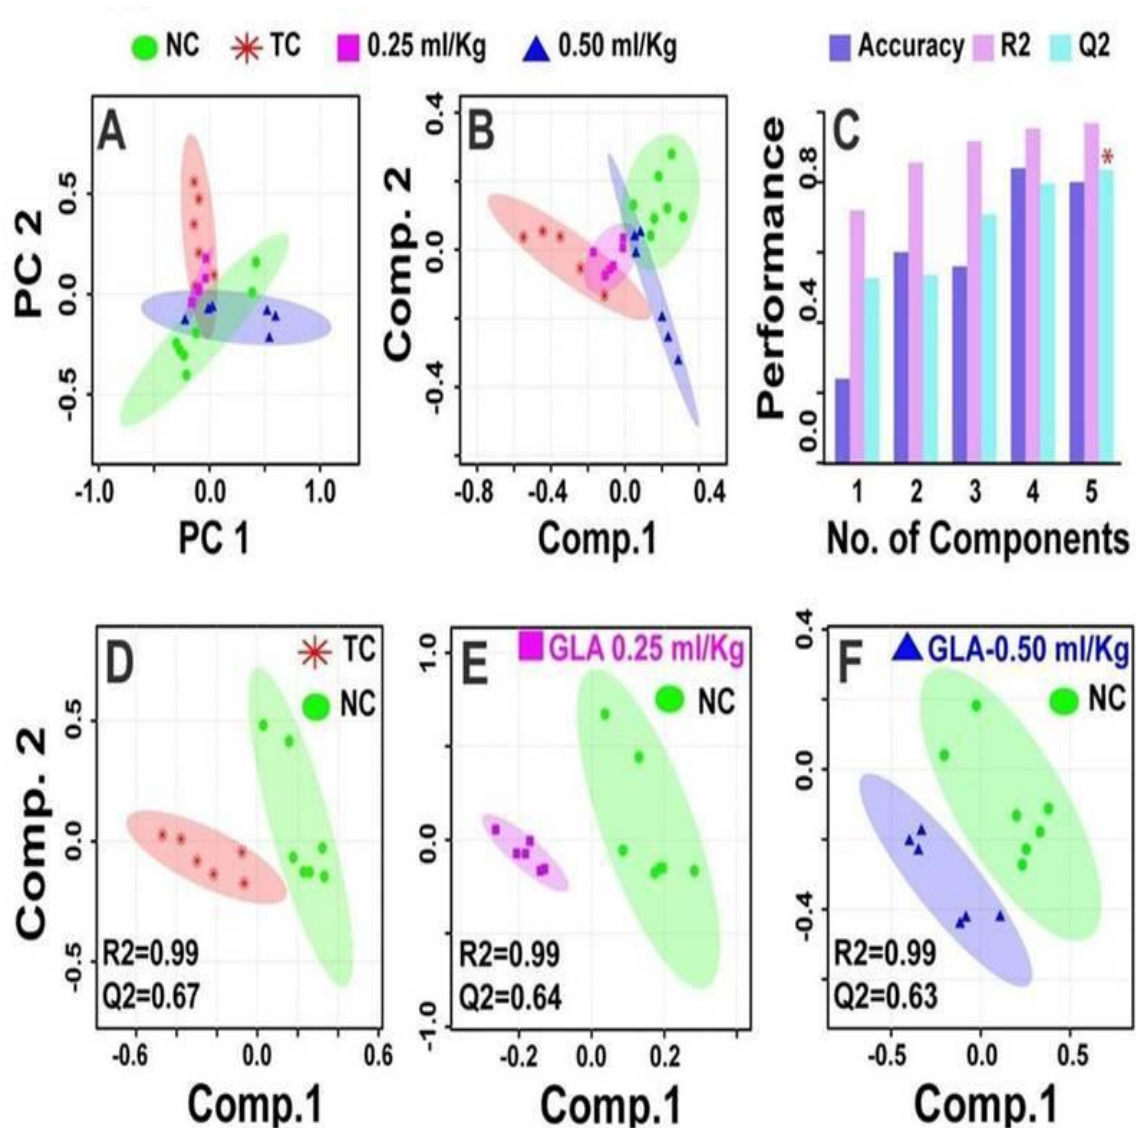 NC TC 0.25 ml/Kg 0.50 ml/Kg Accuracy R2 Q2
A
PC 2
0.5
0.0
-0.5
-1.0 0.0 1.0
PC 1
B
Comp. 2
0.4
0.0
-0.4
-0.8 -0.4 0.0 0.4
Comp.1
C
Performance
0.8
0.4
0.0
*
1 2 3 4 5
No. of Components
D
TC
NC
Comp. 2
0.5
0.0
-0.5
R2=0.99
Q2=0.67
-0.6 0.0 0.6
Comp.1
E
GLA 0.25 ml/Kg
NC
1.0
0.0
-1.0
R2=0.99
Q2=0.64
-0.2 0.0 0.2
Comp.1
F
GLA-0.50 ml/Kg
NC
0.4
0.0
-0.4
R2=0.99
Q2=0.63
-0.5 0.0 0.5
Comp.1